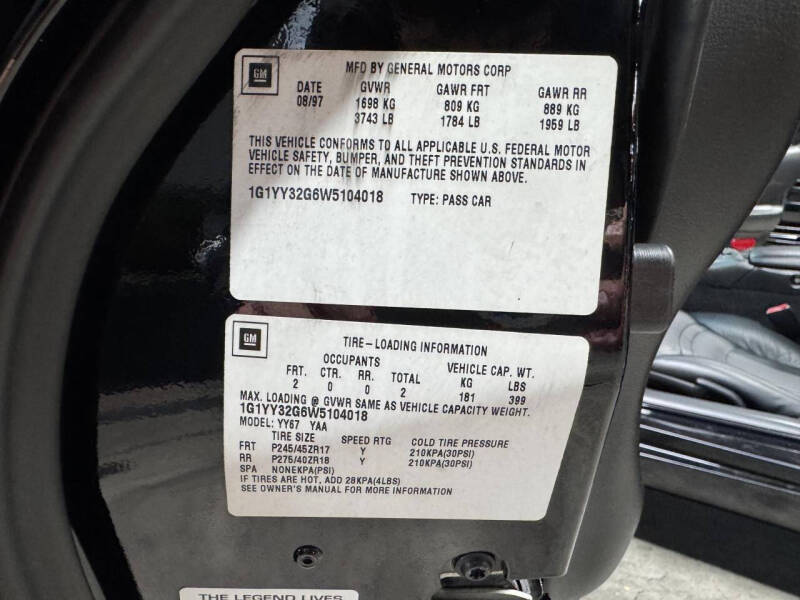 GM
MFD BY GENERAL MOTORS CORP
DATE GVWR GAWR FRT GAWR RR
08/97 1698 KG 809 KG 889 KG
3743 LB 1784 LB 1959 LB
THIS VEHICLE CONFORMS TO ALL APPLICABLE U.S. FEDERAL MOTOR
VEHICLE SAFETY, BUMPER, AND THEFT PREVENTION STANDARDS IN
EFFECT ON THE DATE OF MANUFACTURE SHOWN ABOVE.
1G1YY32G6W5104018 TYPE: PASS CAR
GM
TIRE-LOADING INFORMATION
OCCUPANTS VEHICLE CAP. WT.
FRT. CTR. RR. TOTAL KG LBS
2 0 0 2 181 399
MAX. LOADING @ GVWR SAME AS VEHICLE CAPACITY WEIGHT.
1G1YY32G6W5104018
MODEL: YY67 YAA
TIRE SIZE SPEED RTG COLD TIRE PRESSURE
FRT P245/45ZR17 Y 210KPA(30PSI)
RR P275/40ZR18 Y 210KPA(30PSI)
SPA NONEKPA(PSI)
IF TIRES ARE HOT, ADD 28KPA(4LBS)
SEE OWNER'S MANUAL FOR MORE INFORMATION
THE LEGEND LIVES